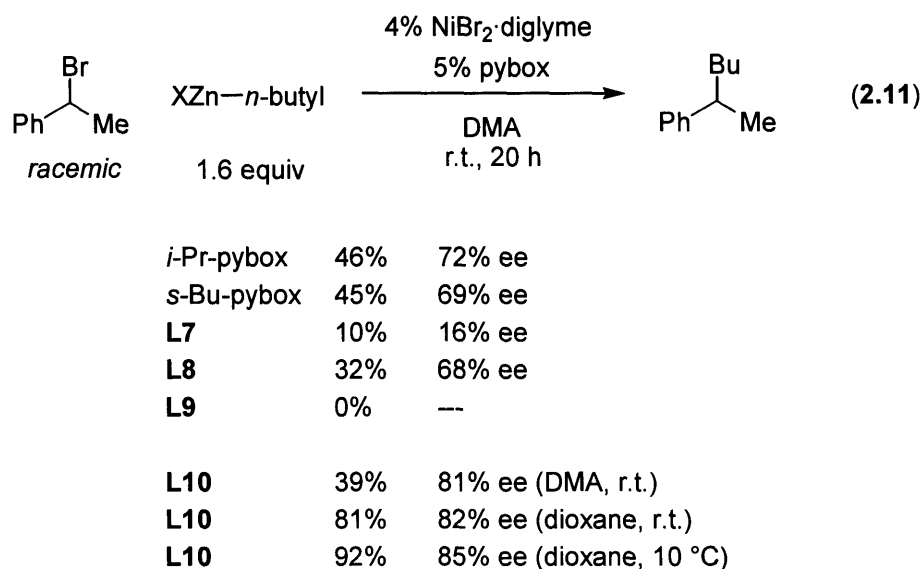 4% NiBr₂·diglyme
5% pybox
DMA
r.t., 20 h
Br
Ph Me
racemic
XZn—n-butyl
1.6 equiv
Bu
Ph Me
(2.11)
i-Pr-pybox 46% 72% ee
s-Bu-pybox 45% 69% ee
L7 10% 16% ee
L8 32% 68% ee
L9 0% ---
L10 39% 81% ee (DMA, r.t.)
L10 81% 82% ee (dioxane, r.t.)
L10 92% 85% ee (dioxane, 10 °C)